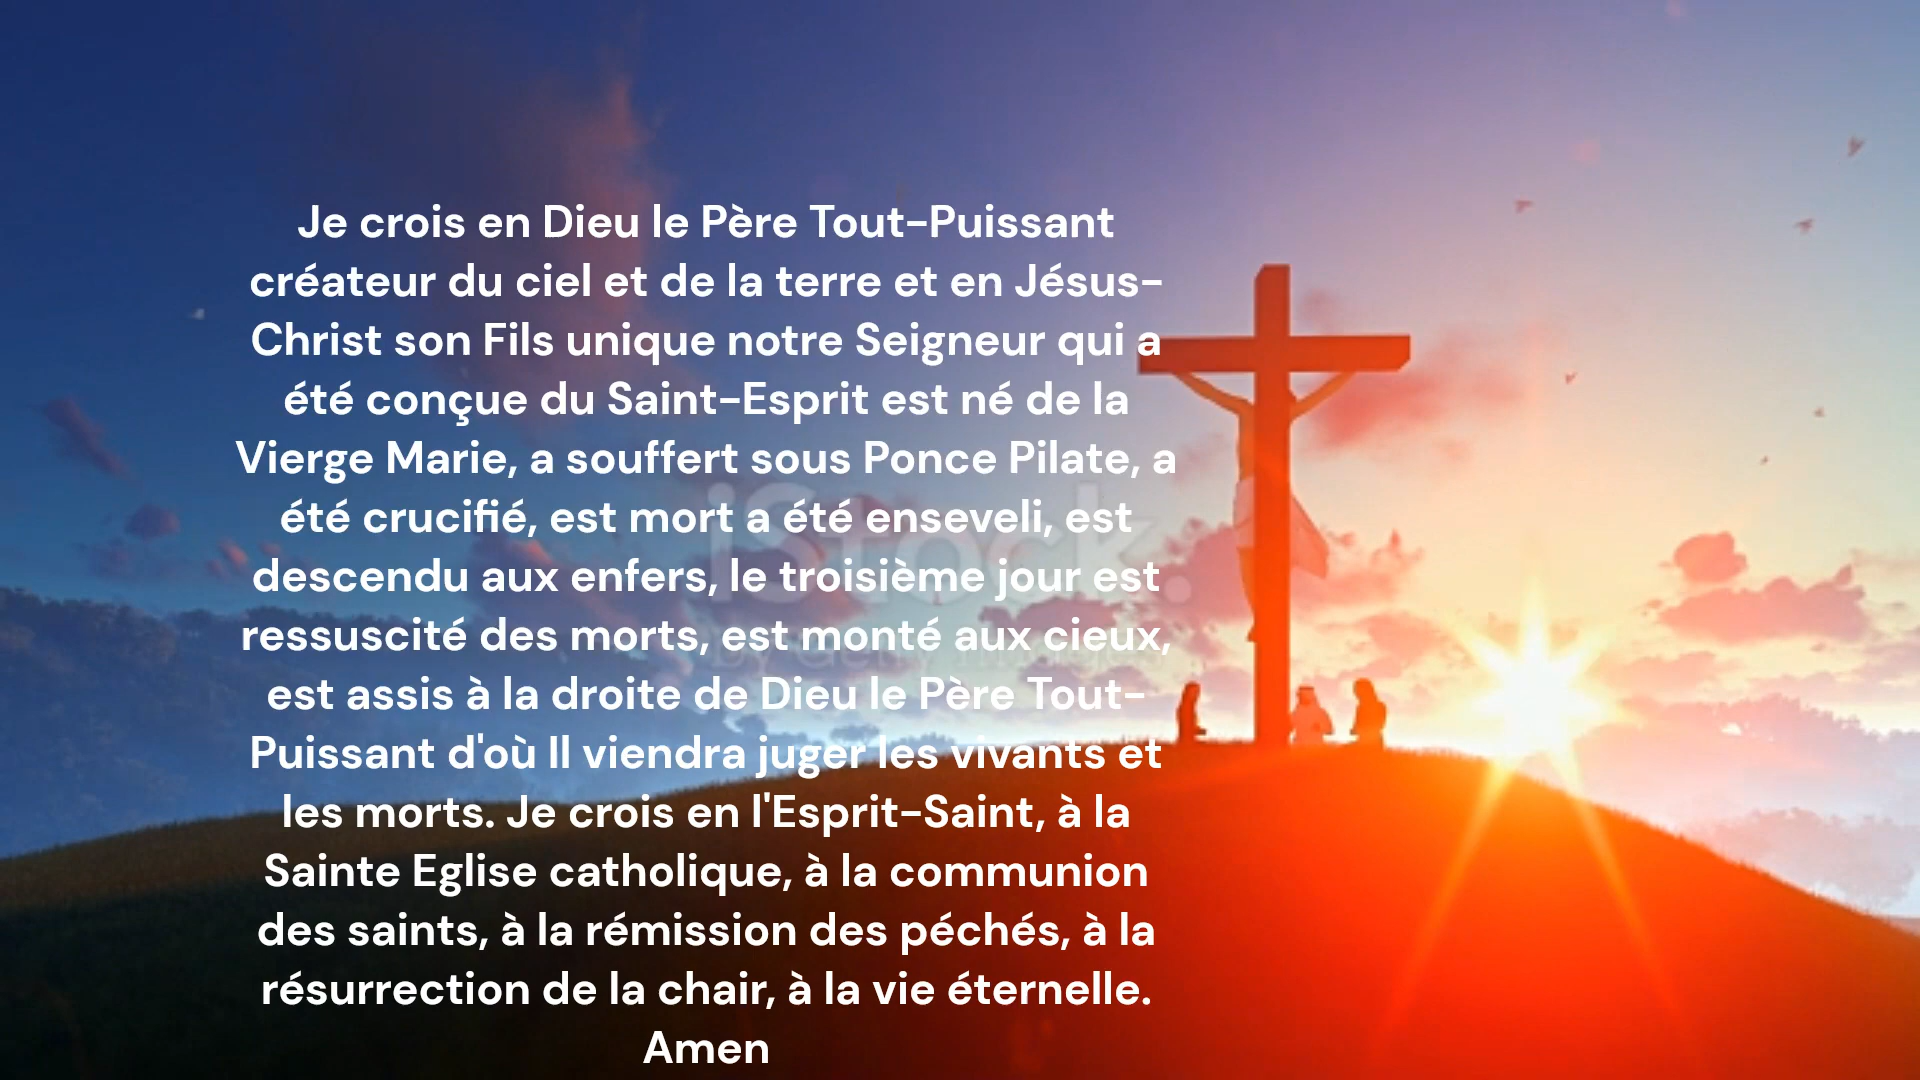 Je crois en Dieu le Père Tout-Puissant
créateur du ciel et de la terre et en Jésus-
Christ son Fils unique notre Seigneur qui a
été conçue du Saint-Esprit est né de la
Vierge Marie, a souffert sous Ponce Pilate, a
été crucifié, est mort a été enseveli, est
descendu aux enfers, le troisième jour est
ressuscité des morts, est monté aux cieux,
est assis à la droite de Dieu le Père Tout-
Puissant d'où Il viendra juger les vivants et
les morts. Je crois en l'Esprit-Saint, à la
Sainte Eglise catholique, à la communion
des saints, à la rémission des péchés, à la
résurrection de la chair, à la vie éternelle.
Amen
iStock.
by Getty Images